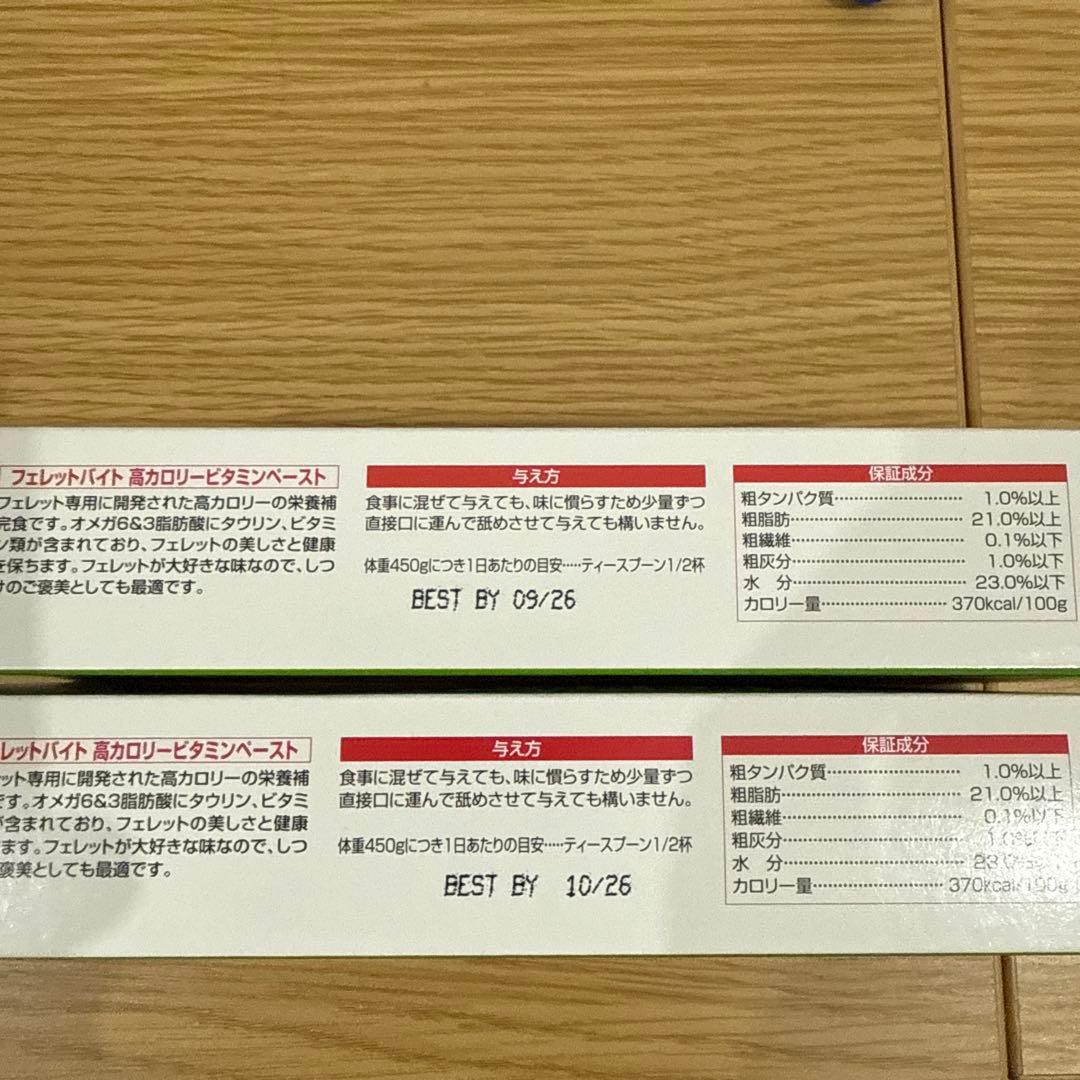 フェレットバイト 高カロリービタミンペースト
フェレット専用に開発された高カロリーの栄養補
完食です。オメガ6&3脂肪酸にタウリン、ビタミ
ン類が含まれており、フェレットの美しさと健康
を保ちます。フェレットが大好きな味なので、しつ
けのご褒美としても最適です。
与え方
食事に混ぜて与えても、味に慣らすため少量ずつ
直接口に運んで舐めさせて与えても構いません。
体重450gにつき1日あたりの目安‥‥‥ティースプーン1/2杯
BEST BY 09/26
保証成分
粗タンパク質‥‥‥‥‥‥‥‥ 1.0%以上
粗脂肪‥‥‥‥‥‥‥‥‥‥‥ 21.0%以上
粗繊維‥‥‥‥‥‥‥‥‥‥‥ 0.1%以下
粗灰分‥‥‥‥‥‥‥‥‥‥‥ 1.0%以下
水 分‥‥‥‥‥‥‥‥‥‥‥ 23.0%以下
カロリー量‥‥‥‥‥‥‥‥ 370kcal/100g
レットバイト 高カロリービタミンペースト
ット専用に開発された高カロリーの栄養補
です。オメガ6&3脂肪酸にタウリン、ビタミ
が含まれており、フェレットの美しさと健康
ます。フェレットが大好きな味なので、しつ
褒美としても最適です。
与え方
食事に混ぜて与えても、味に慣らすため少量ずつ
直接口に運んで舐めさせて与えても構いません。
体重450gにつき1日あたりの目安‥‥‥ティースプーン1/2杯
BEST BY 10/26
保証成分
粗タンパク質‥‥‥‥‥‥‥‥ 1.0%以上
粗脂肪‥‥‥‥‥‥‥‥‥‥‥ 21.0%以上
粗繊維‥‥‥‥‥‥‥‥‥‥‥ 0.1%以下
粗灰分‥‥‥‥‥‥‥‥‥‥‥ 1.0%以下
水 分‥‥‥‥‥‥‥‥‥‥‥
カロリー量‥‥‥‥‥‥‥‥ 370kcal/100g